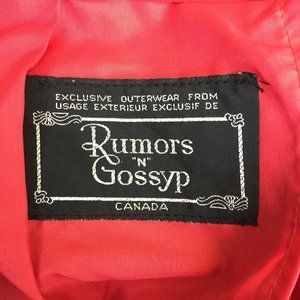 EXCLUSIVE OUTERWEAR FROM
USAGE EXTERIEUR EXCLUSIF DE
Rumors
"N"
Gossyp
CANADA